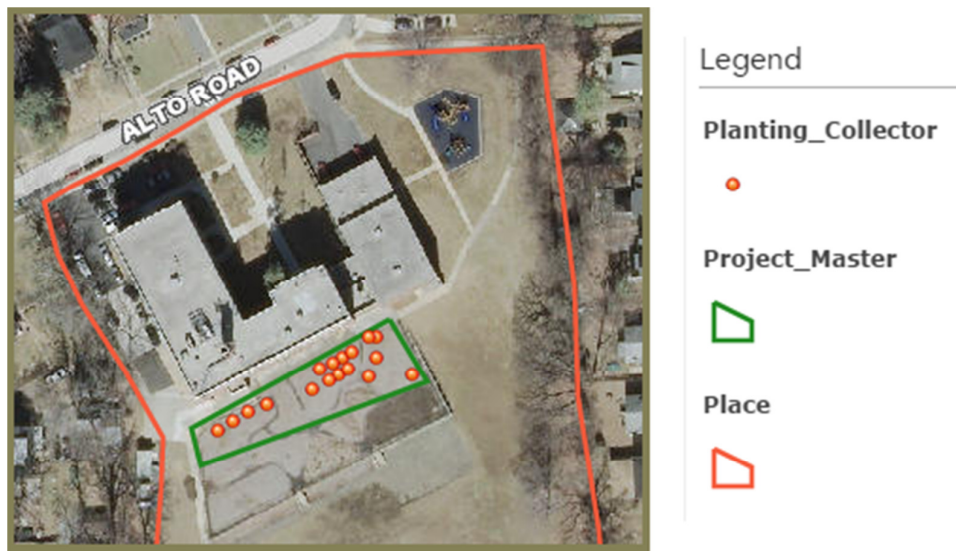 ALTO ROAD
Legend
Planting_Collector
Project_Master
Place